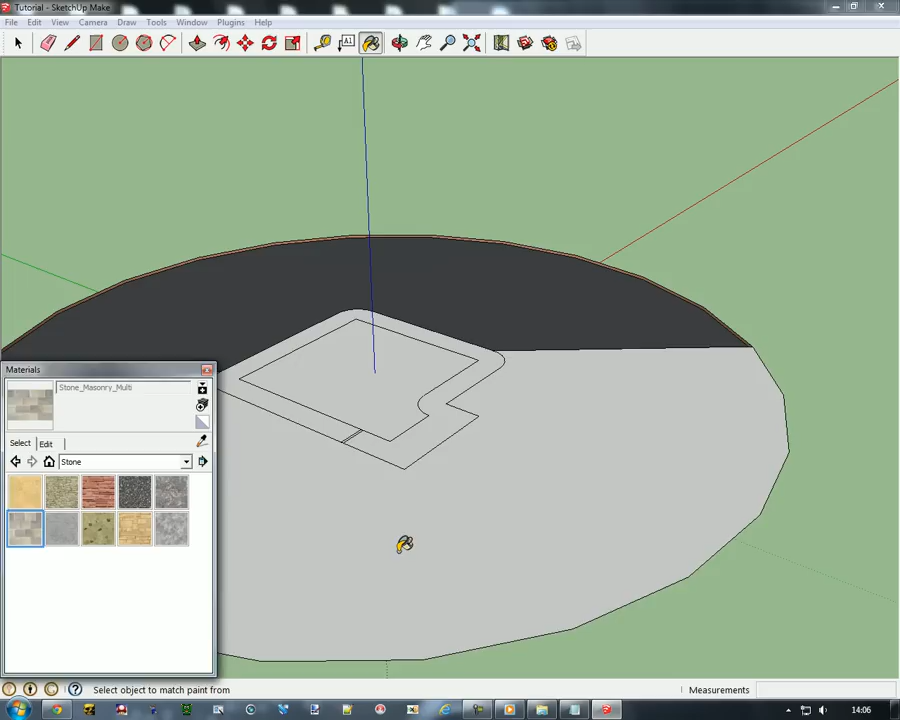 Tutorial - SketchUp Make
File Edit View Camera Draw Tools Window Plugins Help
A1
Materials
Stone_Masonry_Multi
Select Edit
Stone
Select object to match paint from
Measurements
14:06